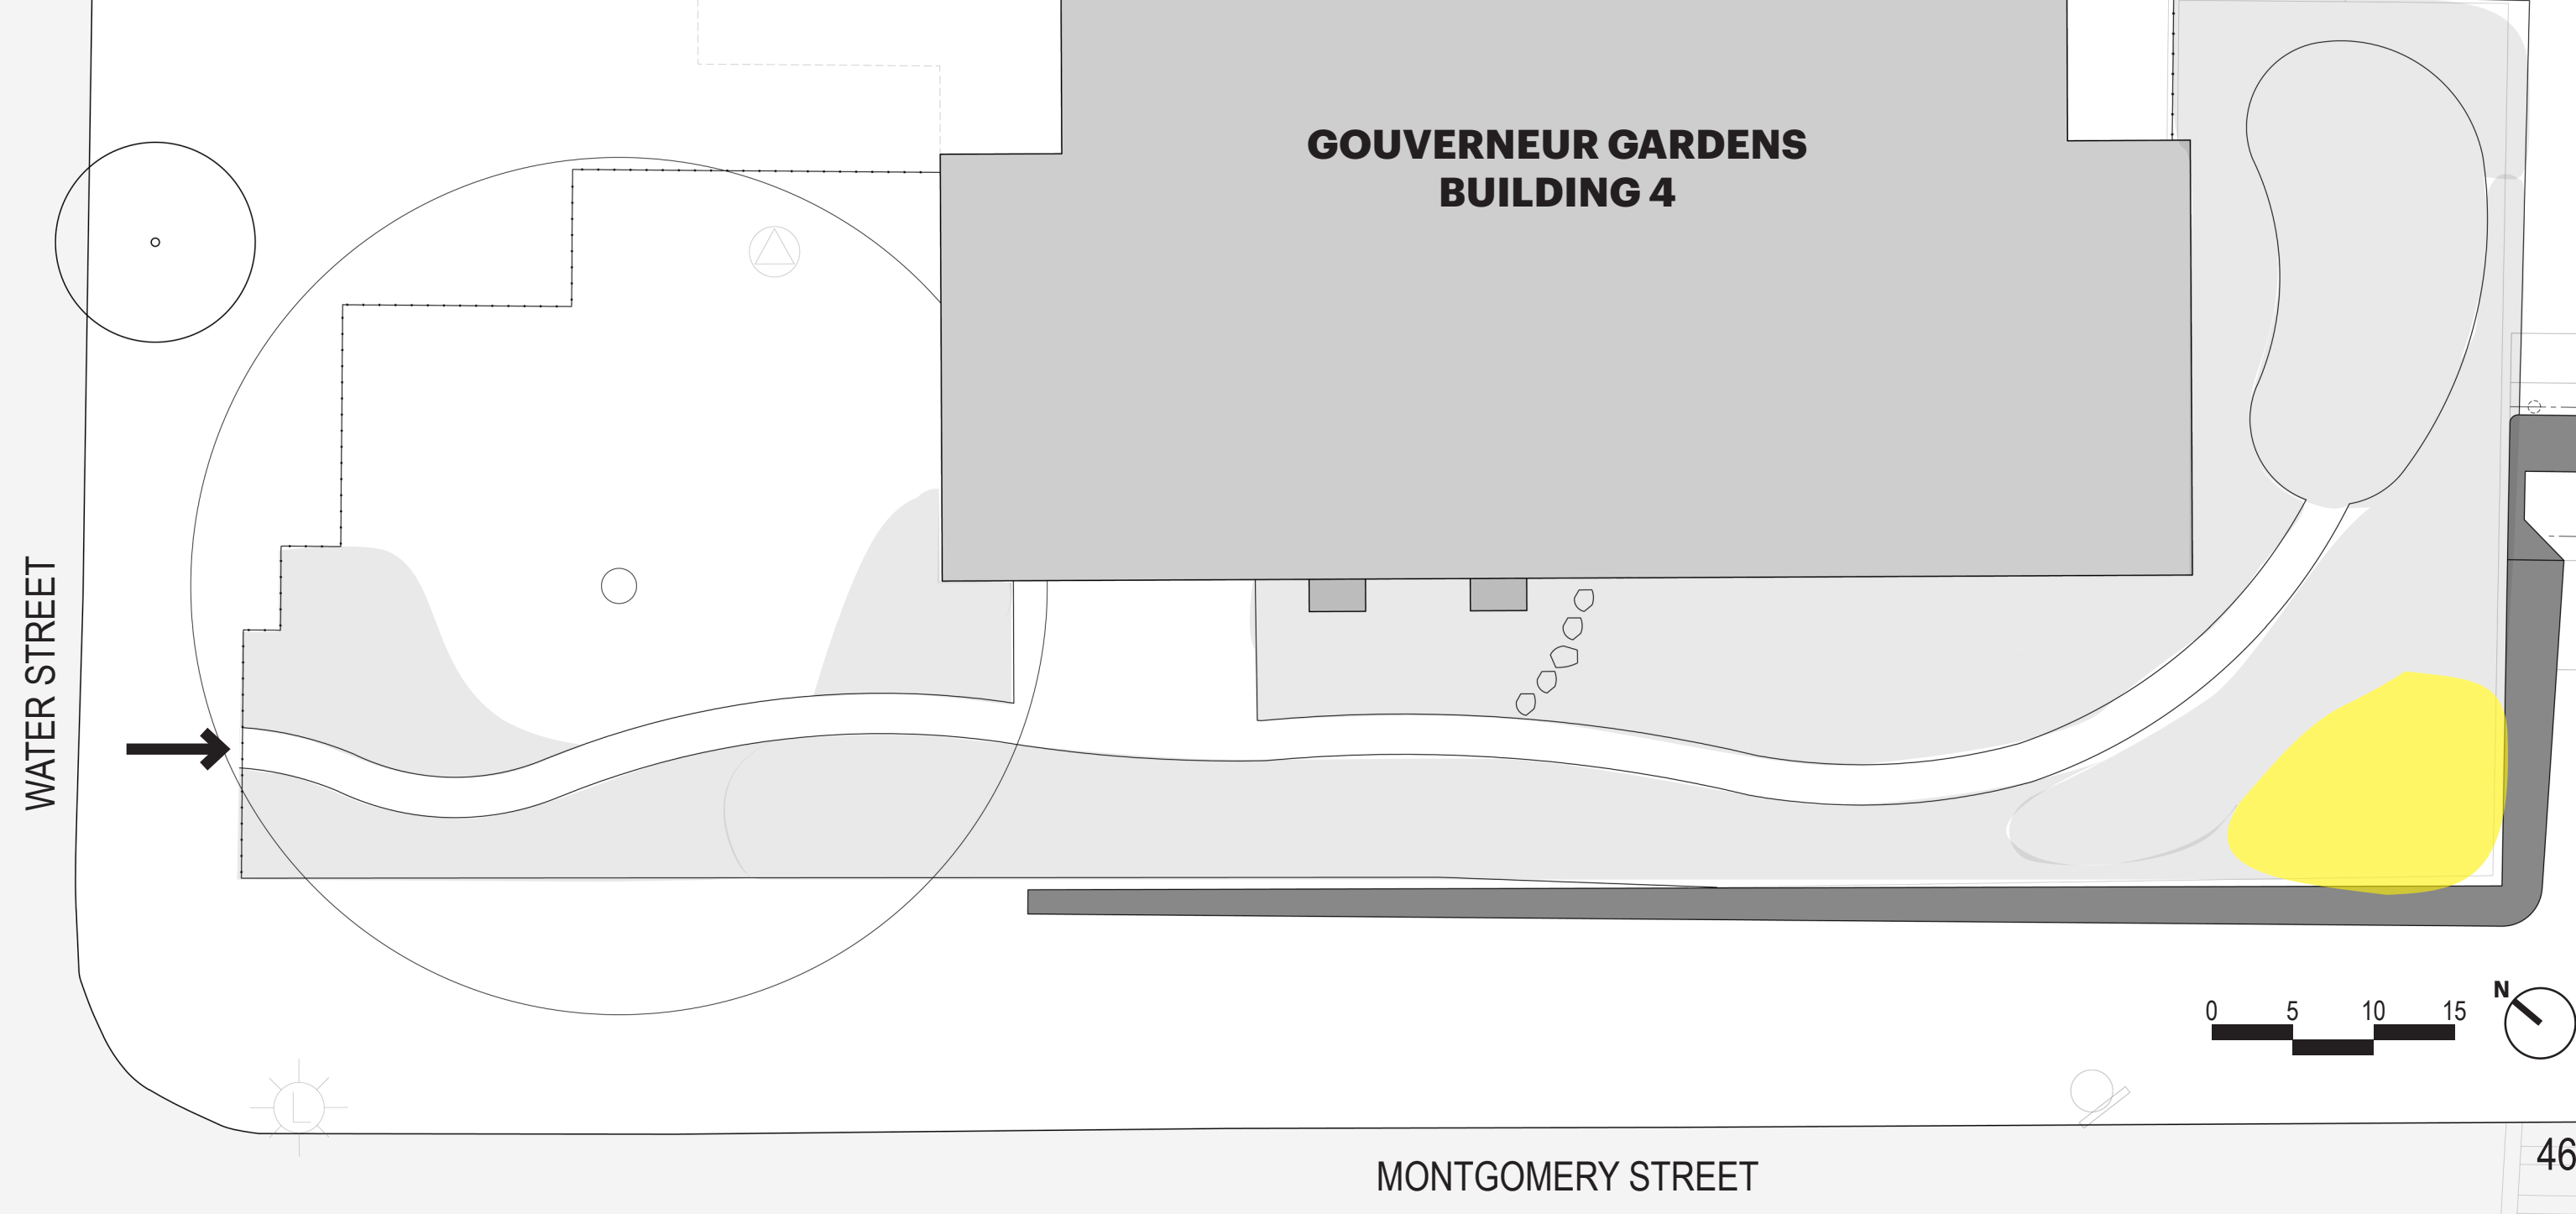 GOUVERNEUR GARDENS
BUILDING 4
WATER STREET
0 5 10 15
N
L
MONTGOMERY STREET
46